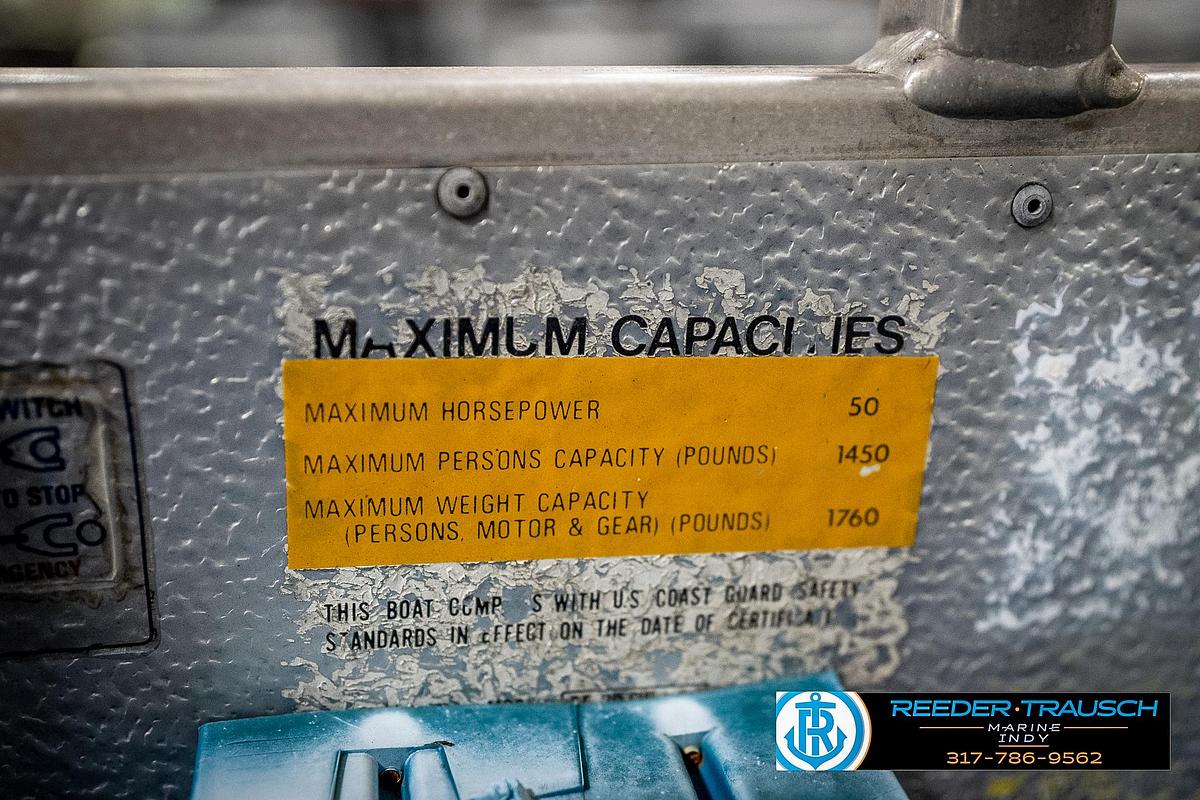 MAXIMUM CAPACI IES
MAXIMUM HORSEPOWER 50
MAXIMUM PERSONS CAPACITY (POUNDS) 1450
MAXIMUM WEIGHT CAPACITY
(PERSONS, MOTOR & GEAR) (POUNDS) 1760
THIS BOAT COMP S WITH U.S COAST GUARD SAFETY
STANDARDS IN EFFECT ON THE DATE OF
WITCH
TO STOP
GENCY
R
REEDER·TRAUSCH
MARINE
INDY
317-786-9562